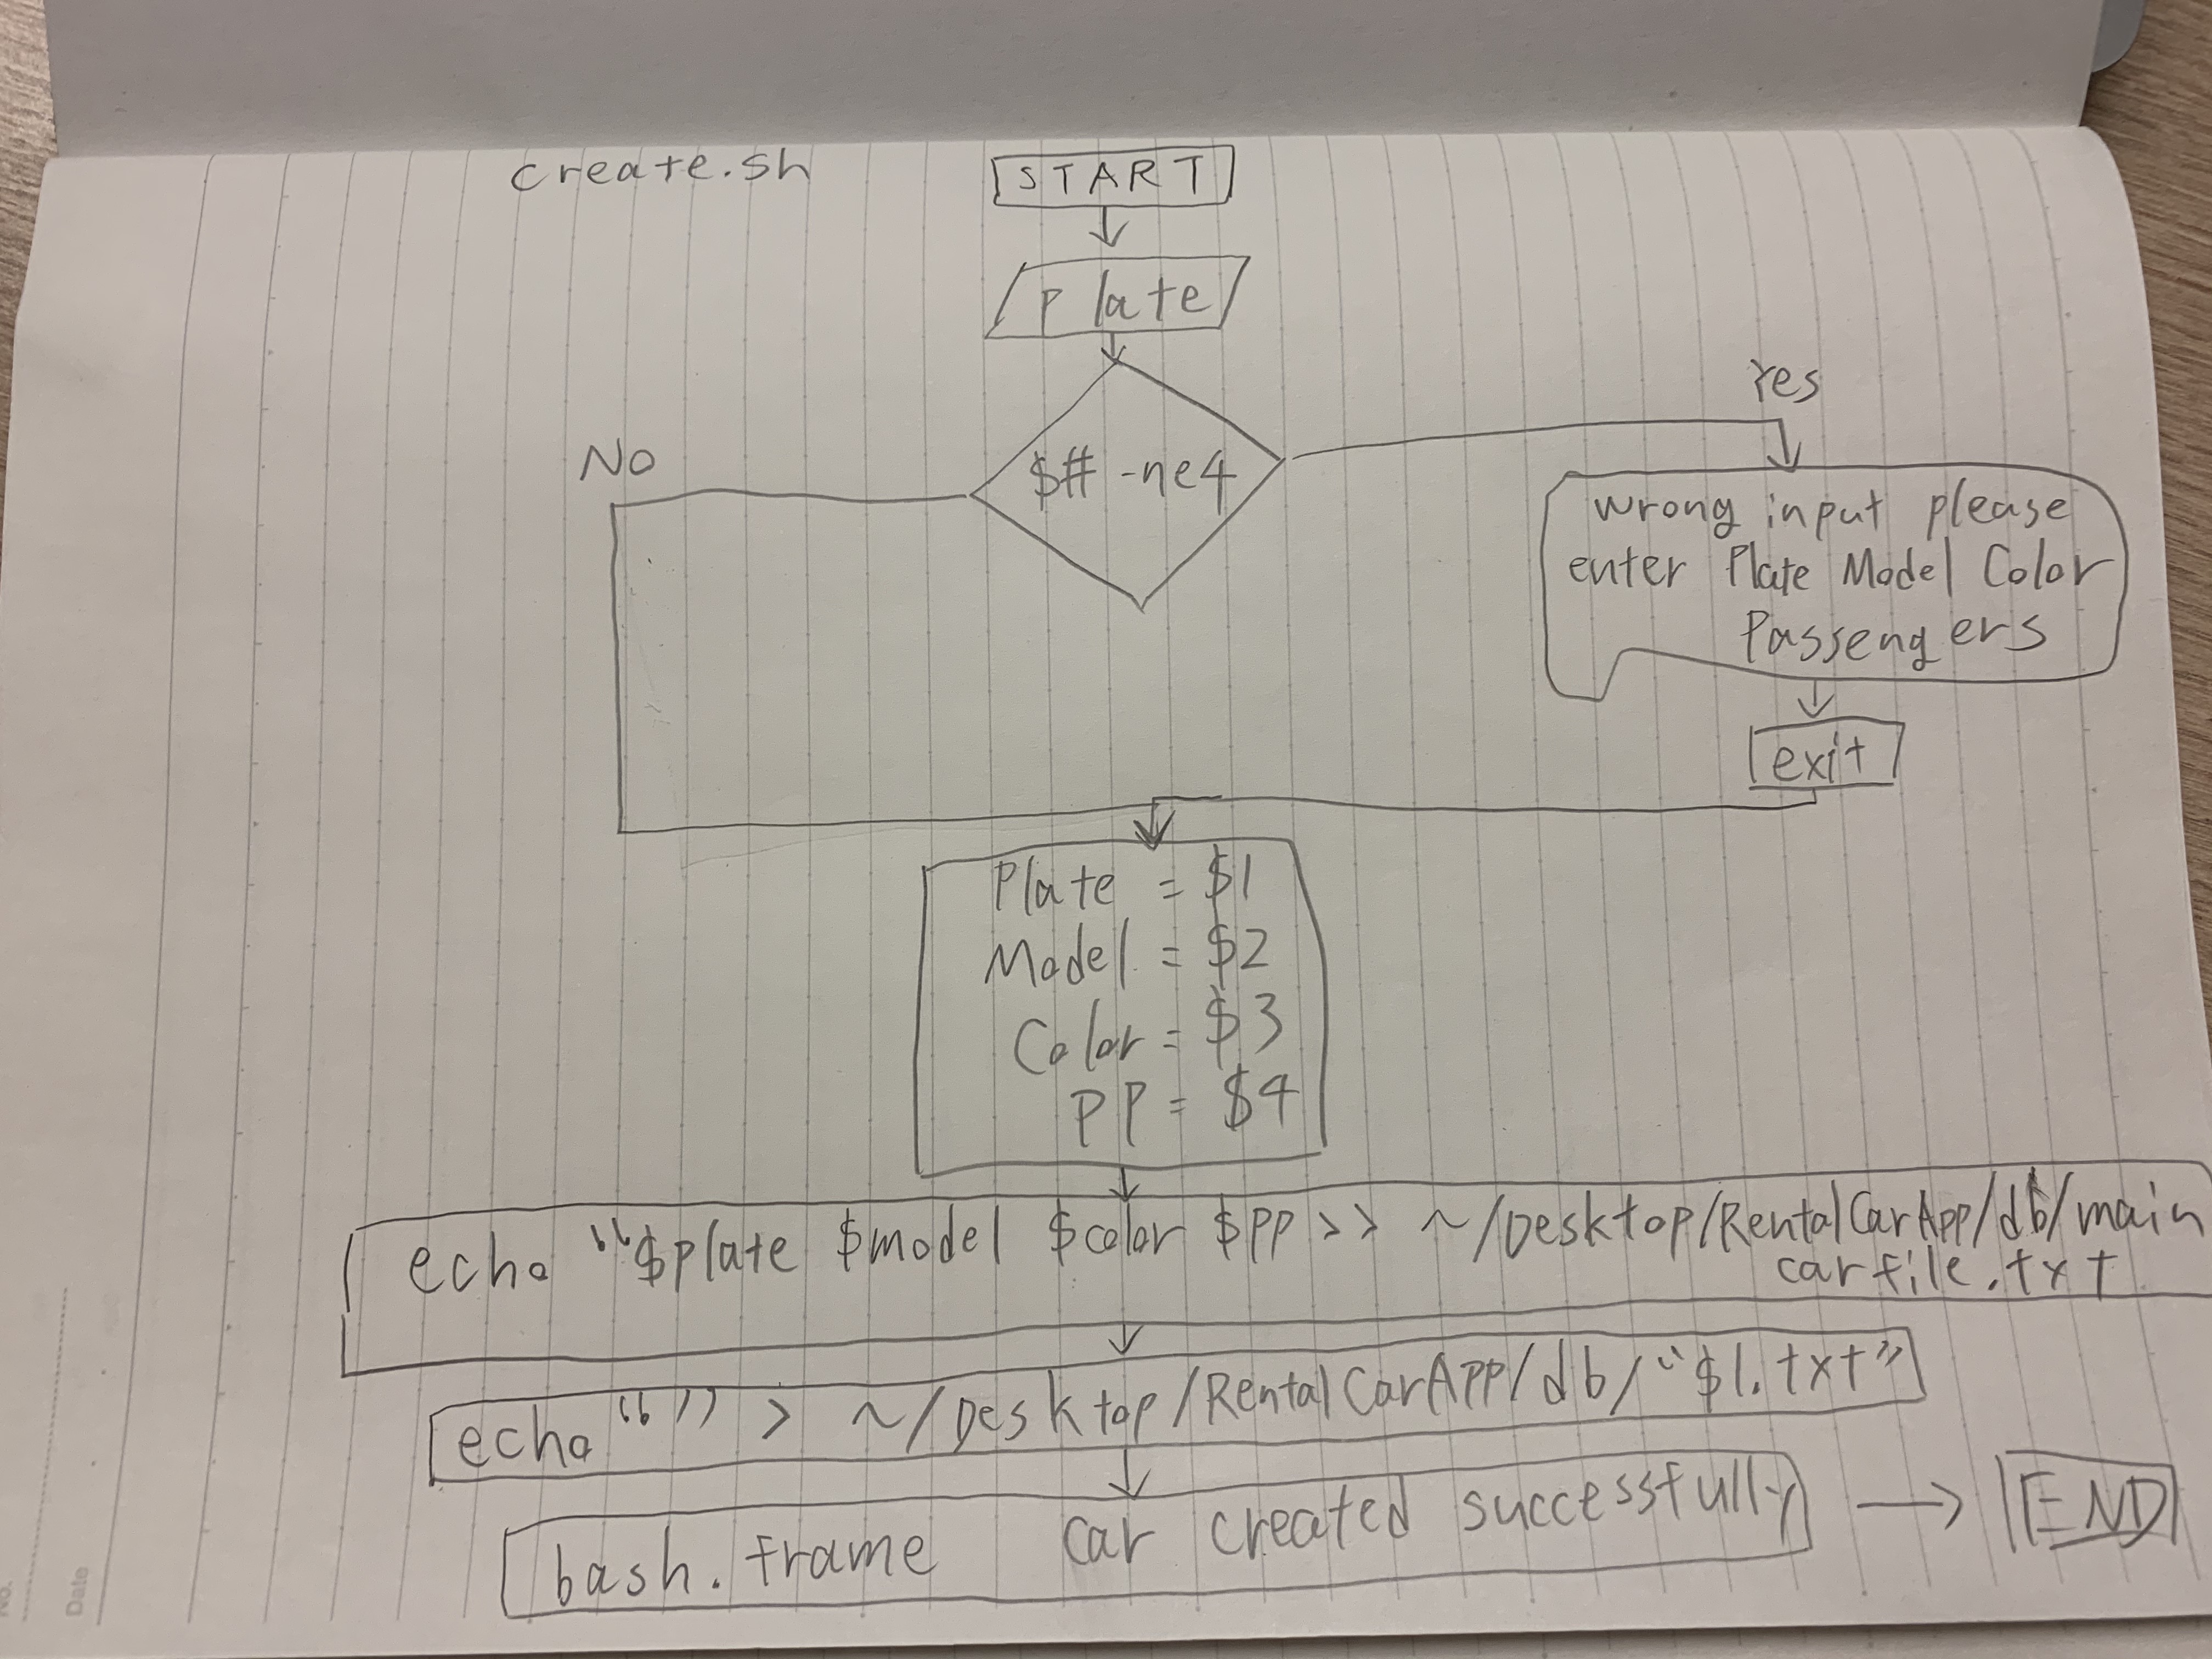 No.
Date
create.sh
START
Plate
$# -ne4
No
Yes
wrong input please
enter Plate Model Color
Passengers
exit
Plate = $1
Model = $2
Color = $3
PP = $4
echo "$plate $model $color $PP >> ~/Desktop/RentalCarAPP/db/main
carfile.txt
echo "" > ~/Desktop/RentalCarAPP/db/"$1.txt"
bash.frame car created successfully
END